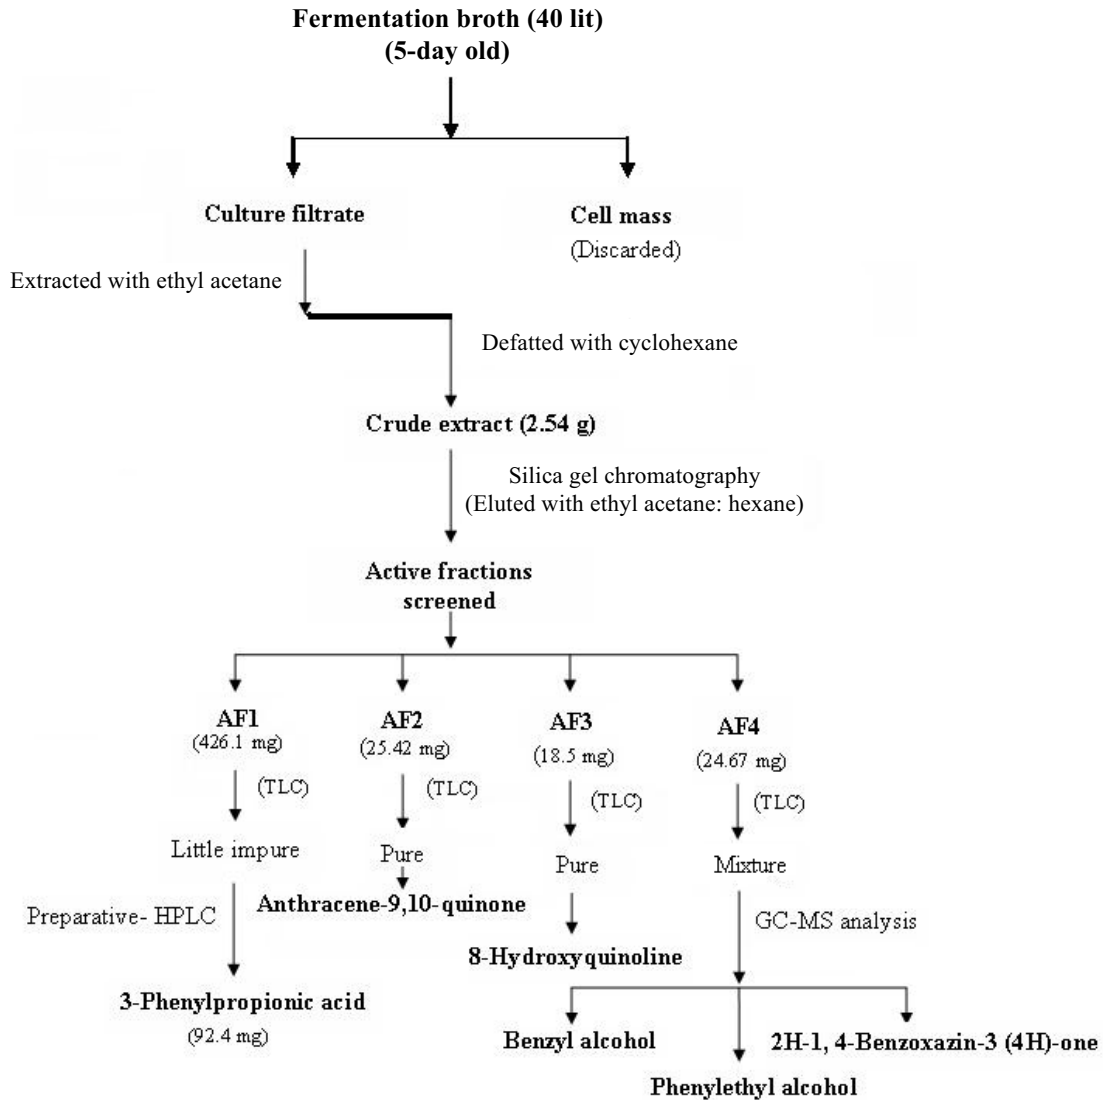 Fermentation broth (40 lit)
(5-day old)
Culture filtrate
Cell mass
(Discarded)
Extracted with ethyl acetane
Defatted with cyclohexane
Crude extract (2.54 g)
Silica gel chromatography
(Eluted with ethyl acetane: hexane)
Active fractions
screened
AF1
(426.1 mg)
AF2
(25.42 mg)
AF3
(18.5 mg)
AF4
(24.67 mg)
(TLC)
(TLC)
(TLC)
(TLC)
Little impure
Pure
Pure
Mixture
Preparative- HPLC
Anthracene-9,10-quinone
GC-MS analysis
8-Hydroxyquinoline
3-Phenylpropionic acid
(92.4 mg)
Benzyl alcohol
2H-1, 4-Benzoxazin-3 (4H)-one
Phenylethyl alcohol